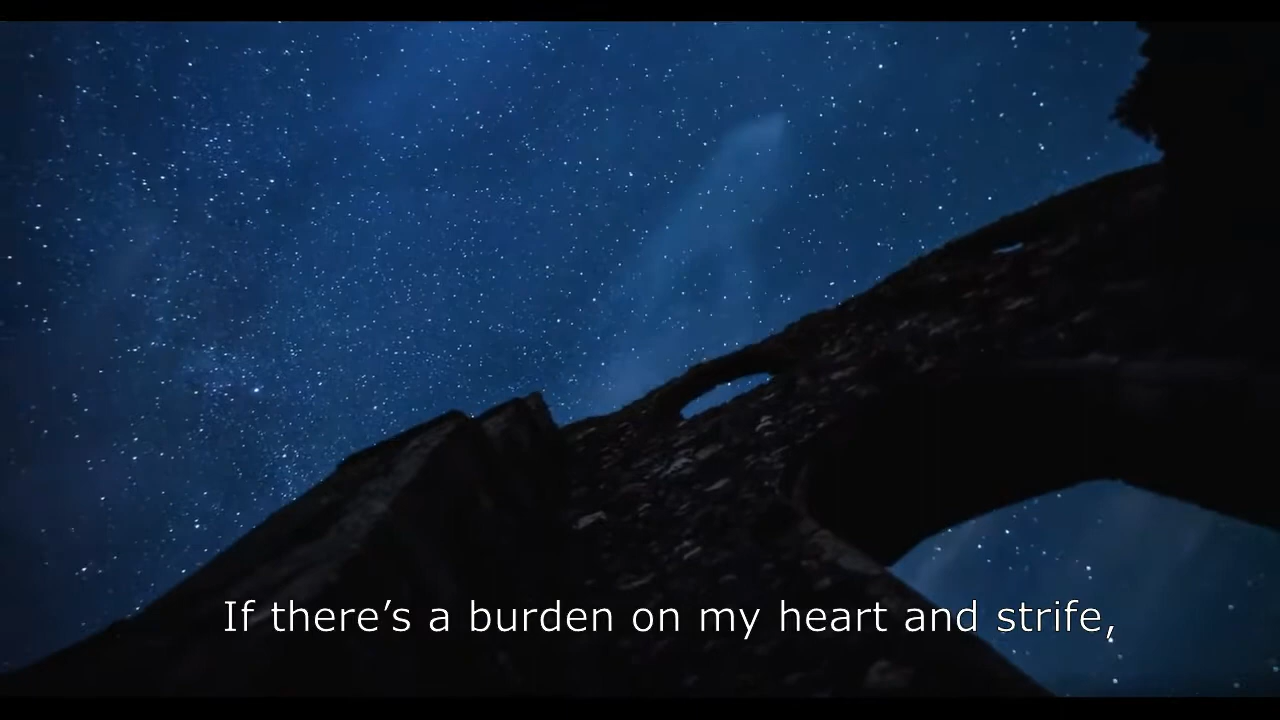 If there’s a burden on my heart and strife,